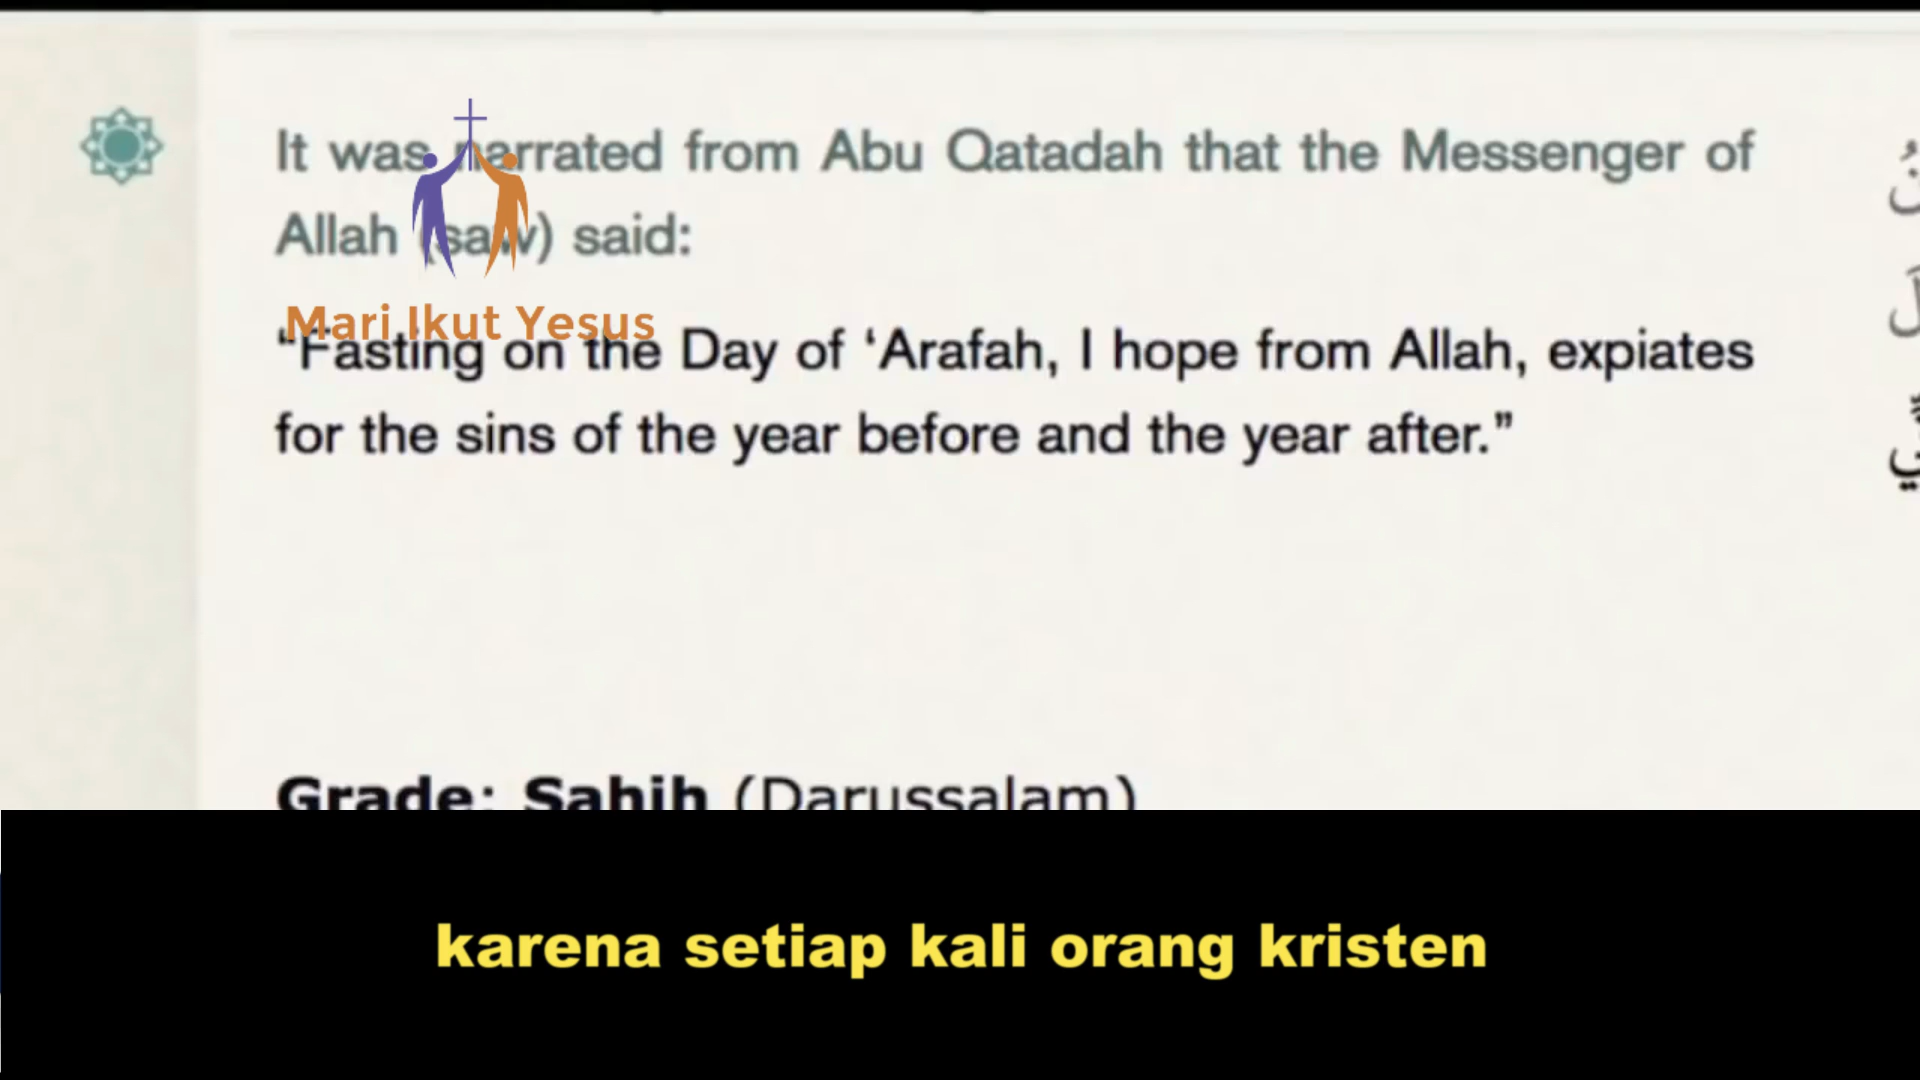 It was narrated from Abu Qatadah that the Messenger of
Allah (saw) said:
Mari Ikut Yesus
“Fasting on the Day of ‘Arafah, I hope from Allah, expiates
for the sins of the year before and the year after.”
Grade: Sahih (Darussalam)
karena setiap kali orang kristen